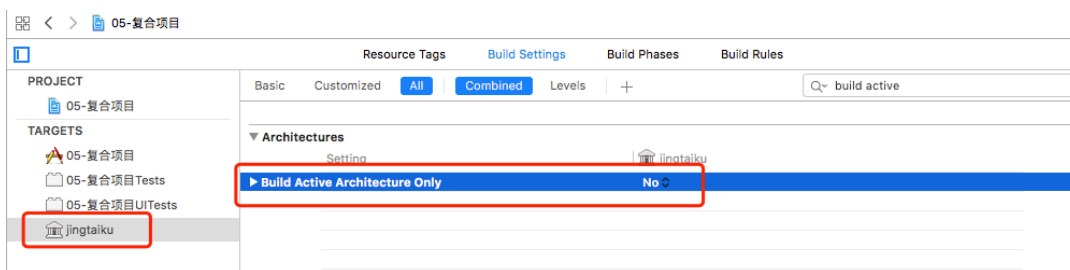 05-复合项目
Resource Tags Build Settings Build Phases Build Rules
PROJECT
05-复合项目
TARGETS
05-复合项目
05-复合项目Tests
05-复合项目UITests
jingtaiku
Basic Customized All Combined Levels + build active
Architectures
Setting jingtaiku
Build Active Architecture Only No